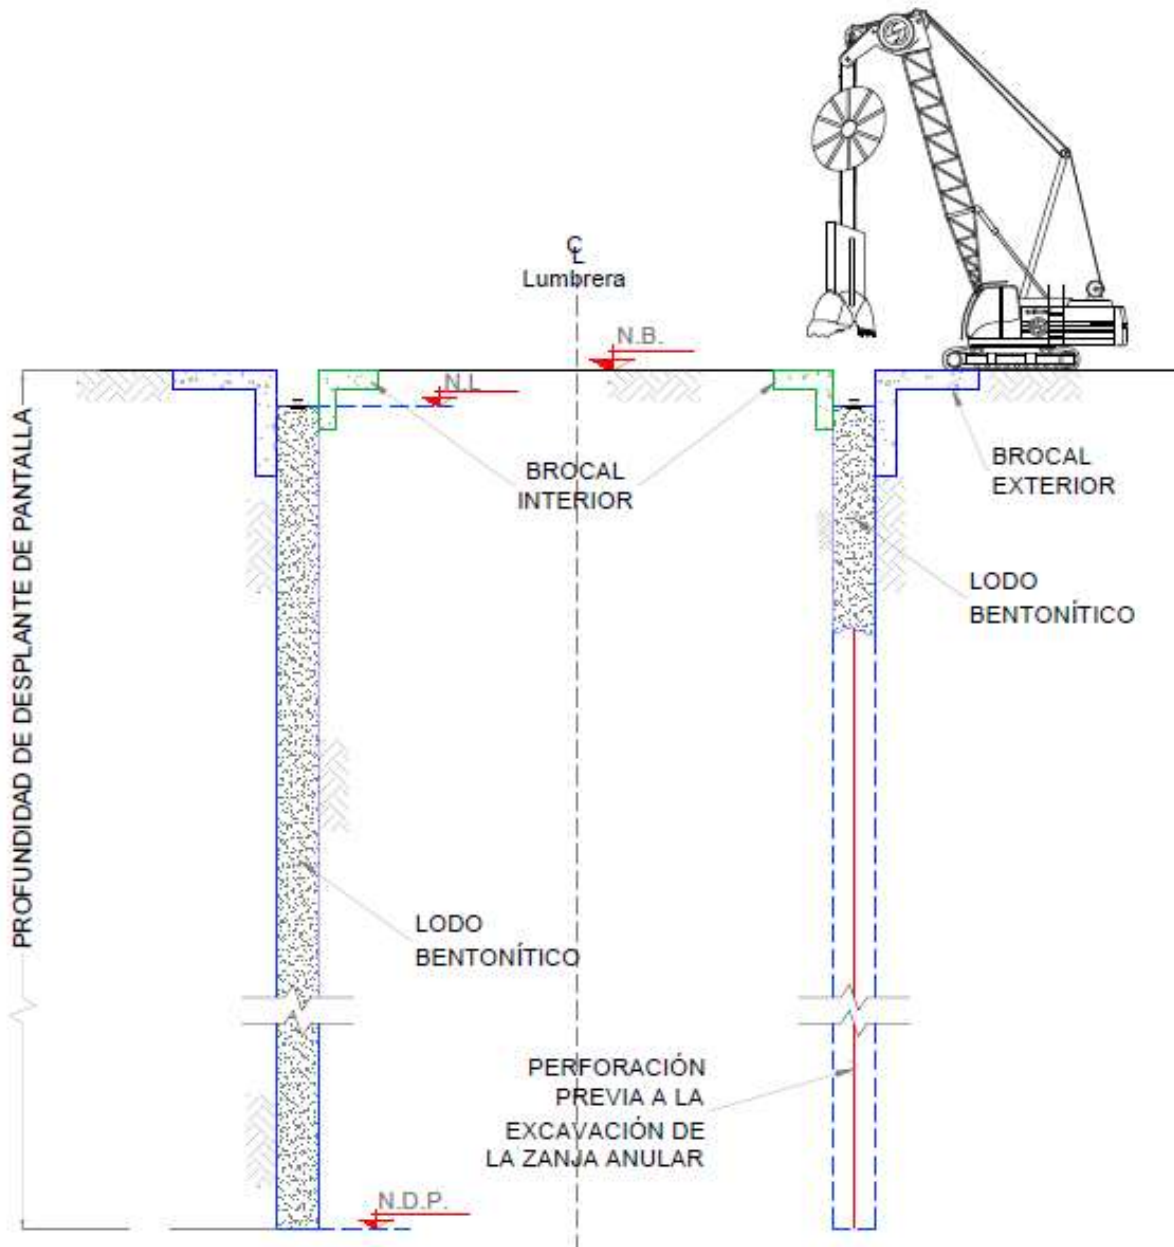 ℄
Lumbrera
N.B.
N.L.
BROCAL
INTERIOR
BROCAL
EXTERIOR
LODO
BENTONÍTICO
PROFUNDIDAD DE DESPLANTE DE PANTALLA
LODO
BENTONÍTICO
PERFORACIÓN
PREVIA A LA
EXCAVACIÓN DE
LA ZANJA ANULAR
N.D.P.